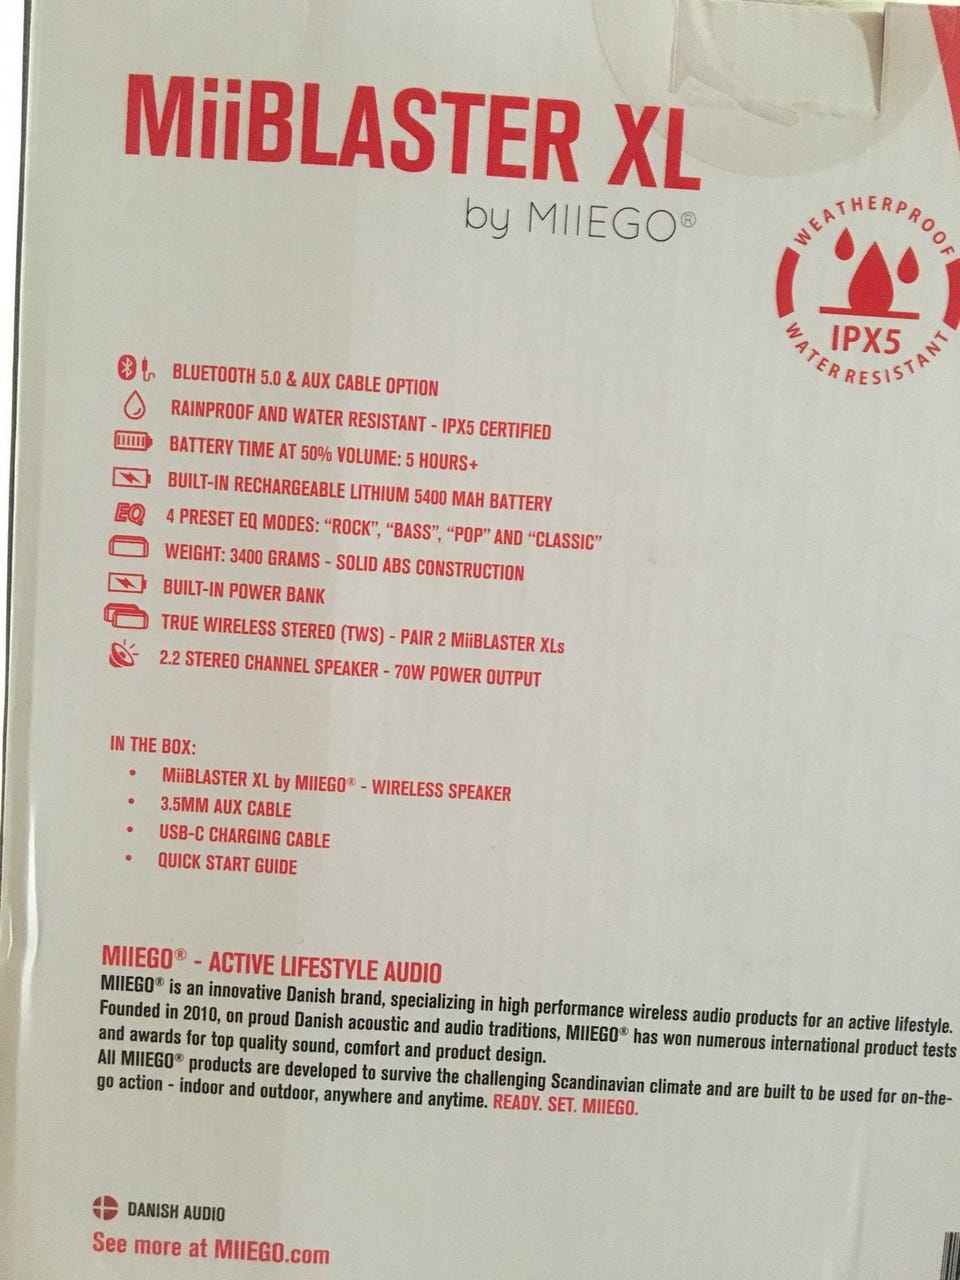 MiiBLASTER XL
by MIIEGO®
WEATHERPROOF
IPX5
WATER RESISTANT
BLUETOOTH 5.0 & AUX CABLE OPTION
RAINPROOF AND WATER RESISTANT - IPX5 CERTIFIED
BATTERY TIME AT 50% VOLUME: 5 HOURS+
BUILT-IN RECHARGEABLE LITHIUM 5400 MAH BATTERY
EQ 4 PRESET EQ MODES: “ROCK”, “BASS”, “POP” AND “CLASSIC”
WEIGHT: 3400 GRAMS - SOLID ABS CONSTRUCTION
BUILT-IN POWER BANK
TRUE WIRELESS STEREO (TWS) - PAIR 2 MiiBLASTER XLs
2.2 STEREO CHANNEL SPEAKER - 70W POWER OUTPUT
IN THE BOX:
• MiiBLASTER XL by MIIEGO® - WIRELESS SPEAKER
• 3.5MM AUX CABLE
• USB-C CHARGING CABLE
• QUICK START GUIDE
MIIEGO® - ACTIVE LIFESTYLE AUDIO
MIIEGO® is an innovative Danish brand, specializing in high performance wireless audio products for an active lifestyle.
Founded in 2010, on proud Danish acoustic and audio traditions, MIIEGO® has won numerous international product tests
and awards for top quality sound, comfort and product design.
All MIIEGO® products are developed to survive the challenging Scandinavian climate and are built to be used for on-the-
go action - indoor and outdoor, anywhere and anytime. READY. SET. MIIEGO.
DANISH AUDIO
See more at MIIEGO.com